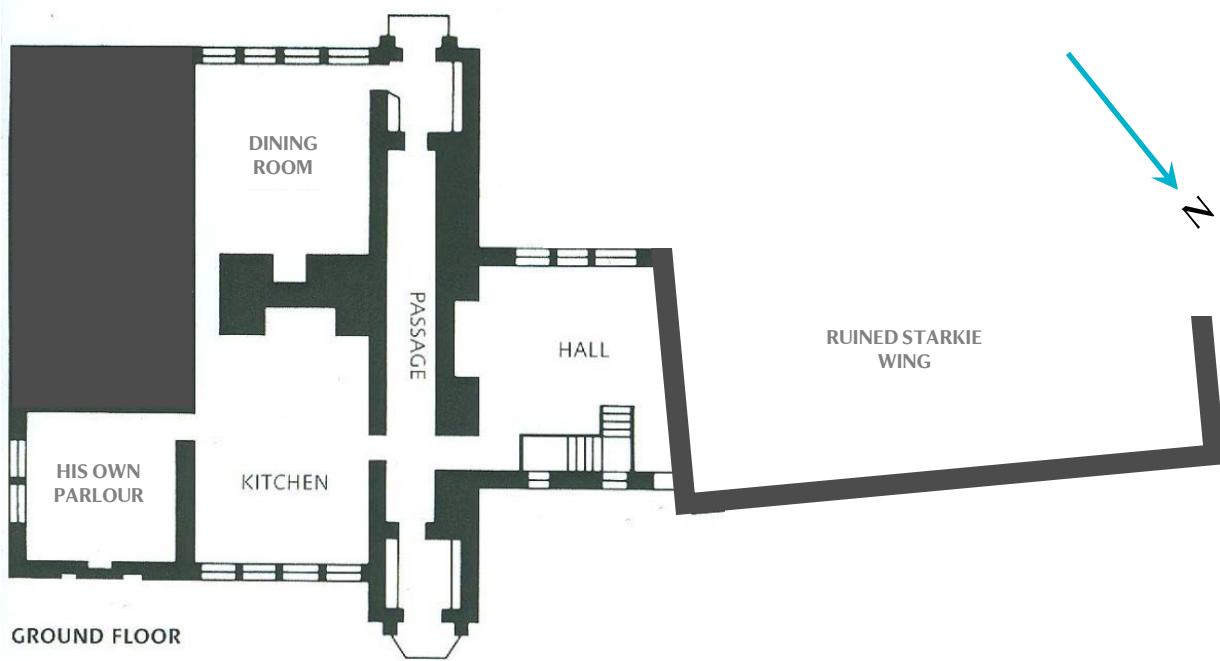 DINING
ROOM
N
PASSAGE
HALL
RUINED STARKIE
WING
HIS OWN
PARLOUR
KITCHEN
GROUND FLOOR